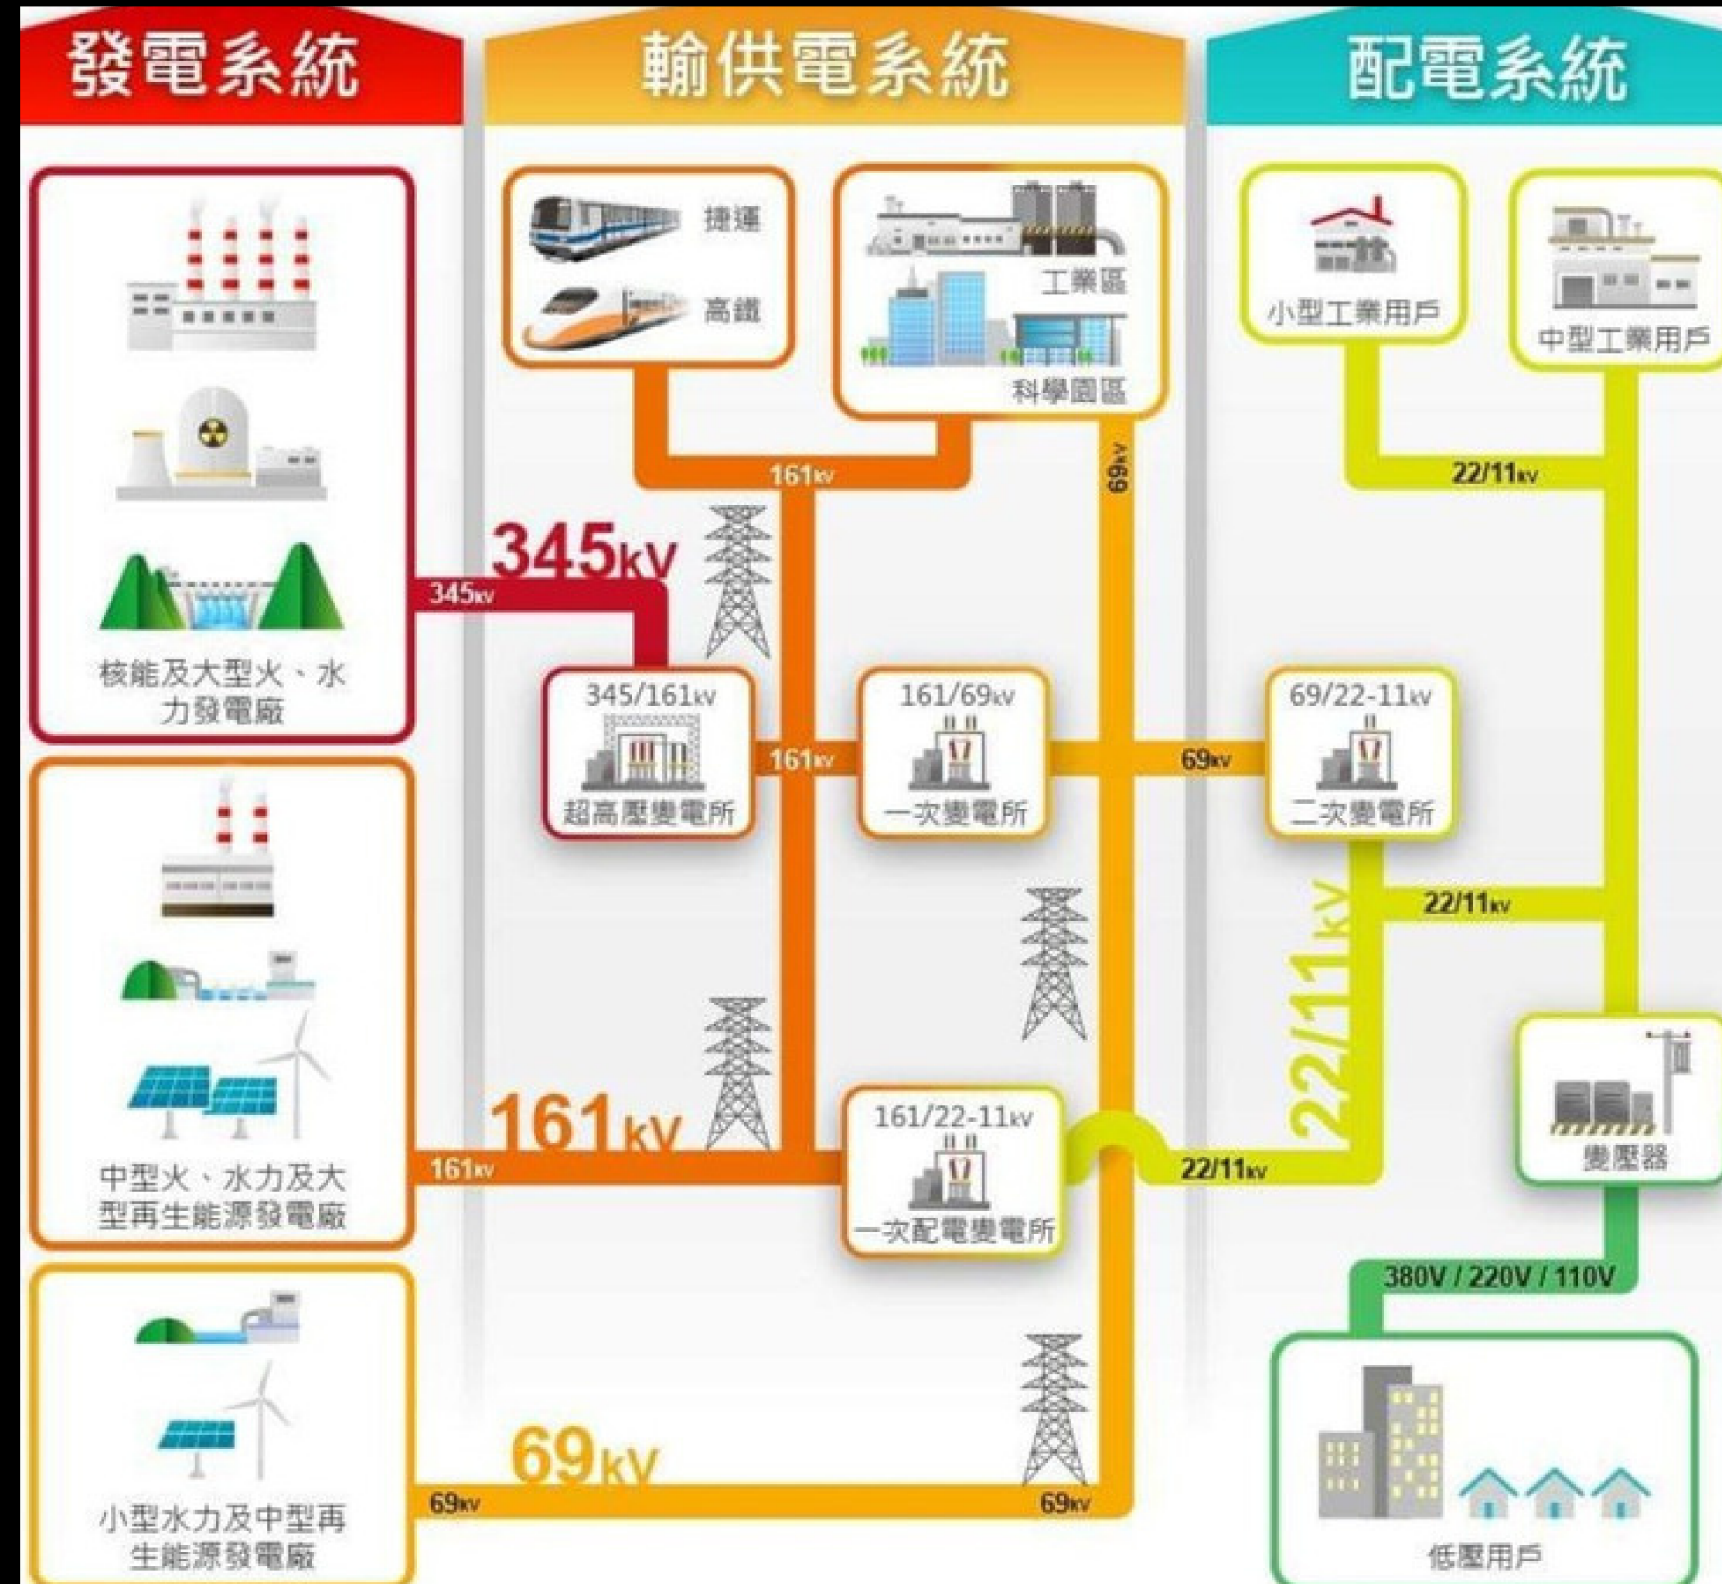 發電系統
輸供電系統
配電系統
捷運
高鐵
工業區
科學園區
小型工業用戶
中型工業用戶
161kV
69kV
22/11kV
345kV
345kV
核能及大型火、水
力發電廠
345/161kV
超高壓變電所
161kV
161/69kV
一次變電所
69kV
69/22-11kV
二次變電所
22/11kV
22/11kV
中型火、水力及大
型再生能源發電廠
161kV
161kV
161/22-11kV
一次配電變電所
22/11kV
變壓器
380V / 220V / 110V
小型水力及中型再
生能源發電廠
69kV
69kV
69kV
低壓用戶